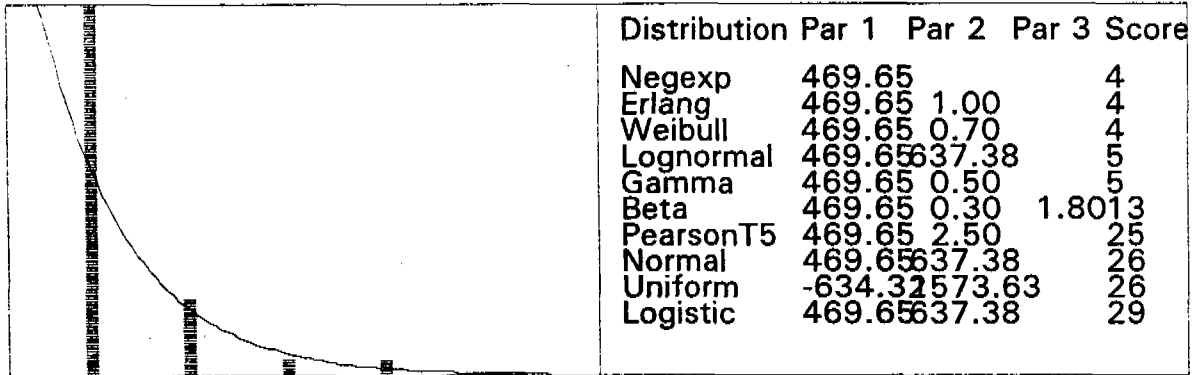 Distribution Par 1 Par 2 Par 3 Score
Negexp 469.65 4
Erlang 469.65 1.00 4
Weibull 469.65 0.70 4
Lognormal 469.65637.38 5
Gamma 469.65 0.50 5
Beta 469.65 0.30 1.8013
PearsonT5 469.65 2.50 25
Normal 469.65637.38 26
Uniform -634.321573.63 26
Logistic 469.65637.38 29